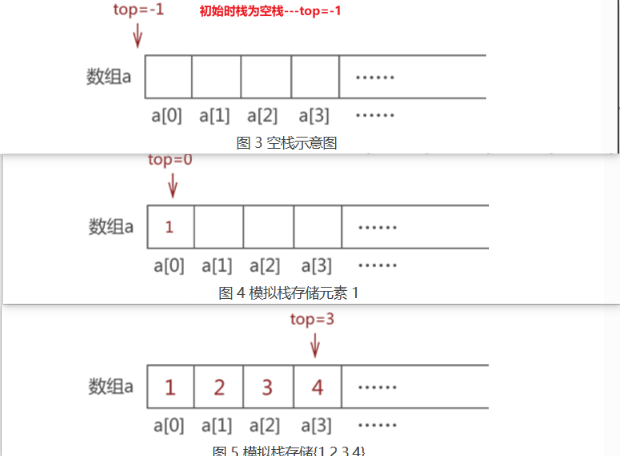 top=-1 初始时栈为空栈---top=-1
数组a ……
a[0] a[1] a[2] a[3] ……
图 3 空栈示意图
top=0
数组a 1 ……
a[0] a[1] a[2] a[3] ……
图 4 模拟栈存储元素 1
top=3
数组a 1 2 3 4 ……
a[0] a[1] a[2] a[3] ……
图 5 模拟栈存储{1,2,3,4}